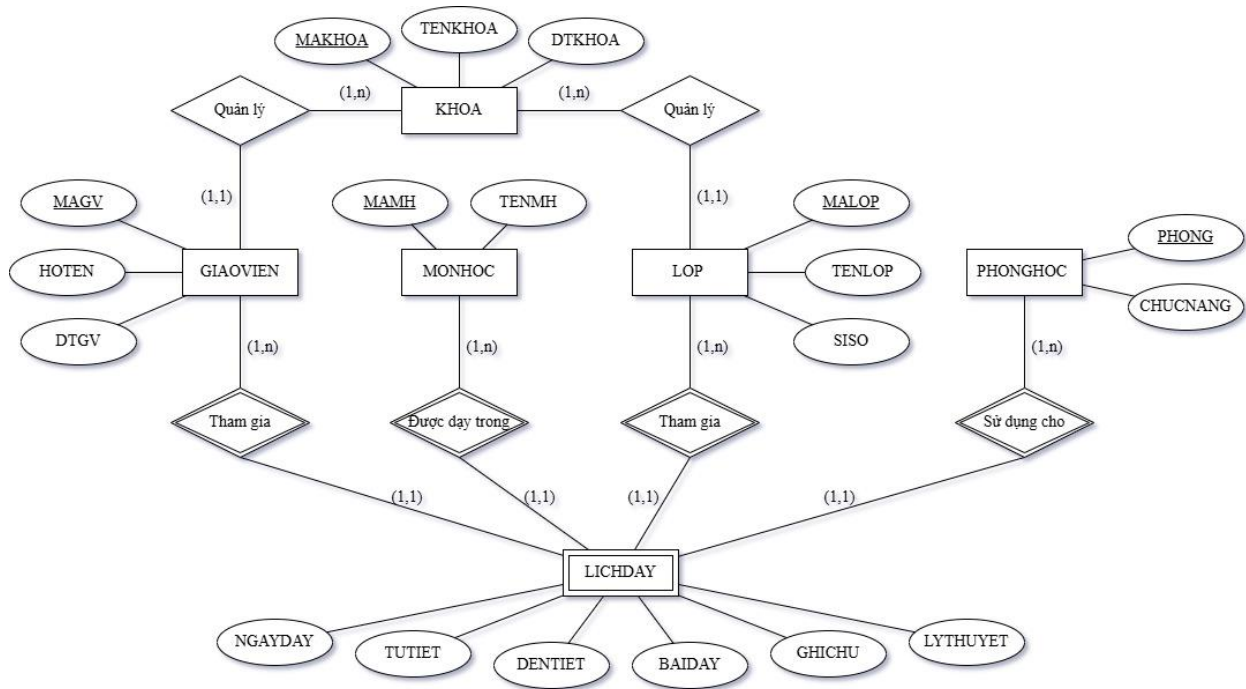 TENKHOA
MAKHOA
DTKHOA
Quản lý
(1,n)
KHOA
(1,n)
Quản lý
(1,1)
(1,1)
MAGV
MAMH
TENMH
MALOP
PHONG
HOTEN
GIAOVIEN
MONHOC
LOP
TENLOP
PHONGHOC
CHUCNANG
DTGV
SISO
(1,n)
(1,n)
(1,n)
(1,n)
Tham gia
Được dạy trong
Tham gia
Sử dụng cho
(1,1)
(1,1)
(1,1)
(1,1)
LICHDAY
NGAYDAY
TUTIET
DENTIET
BAIDAY
GHICHU
LYTHUYET